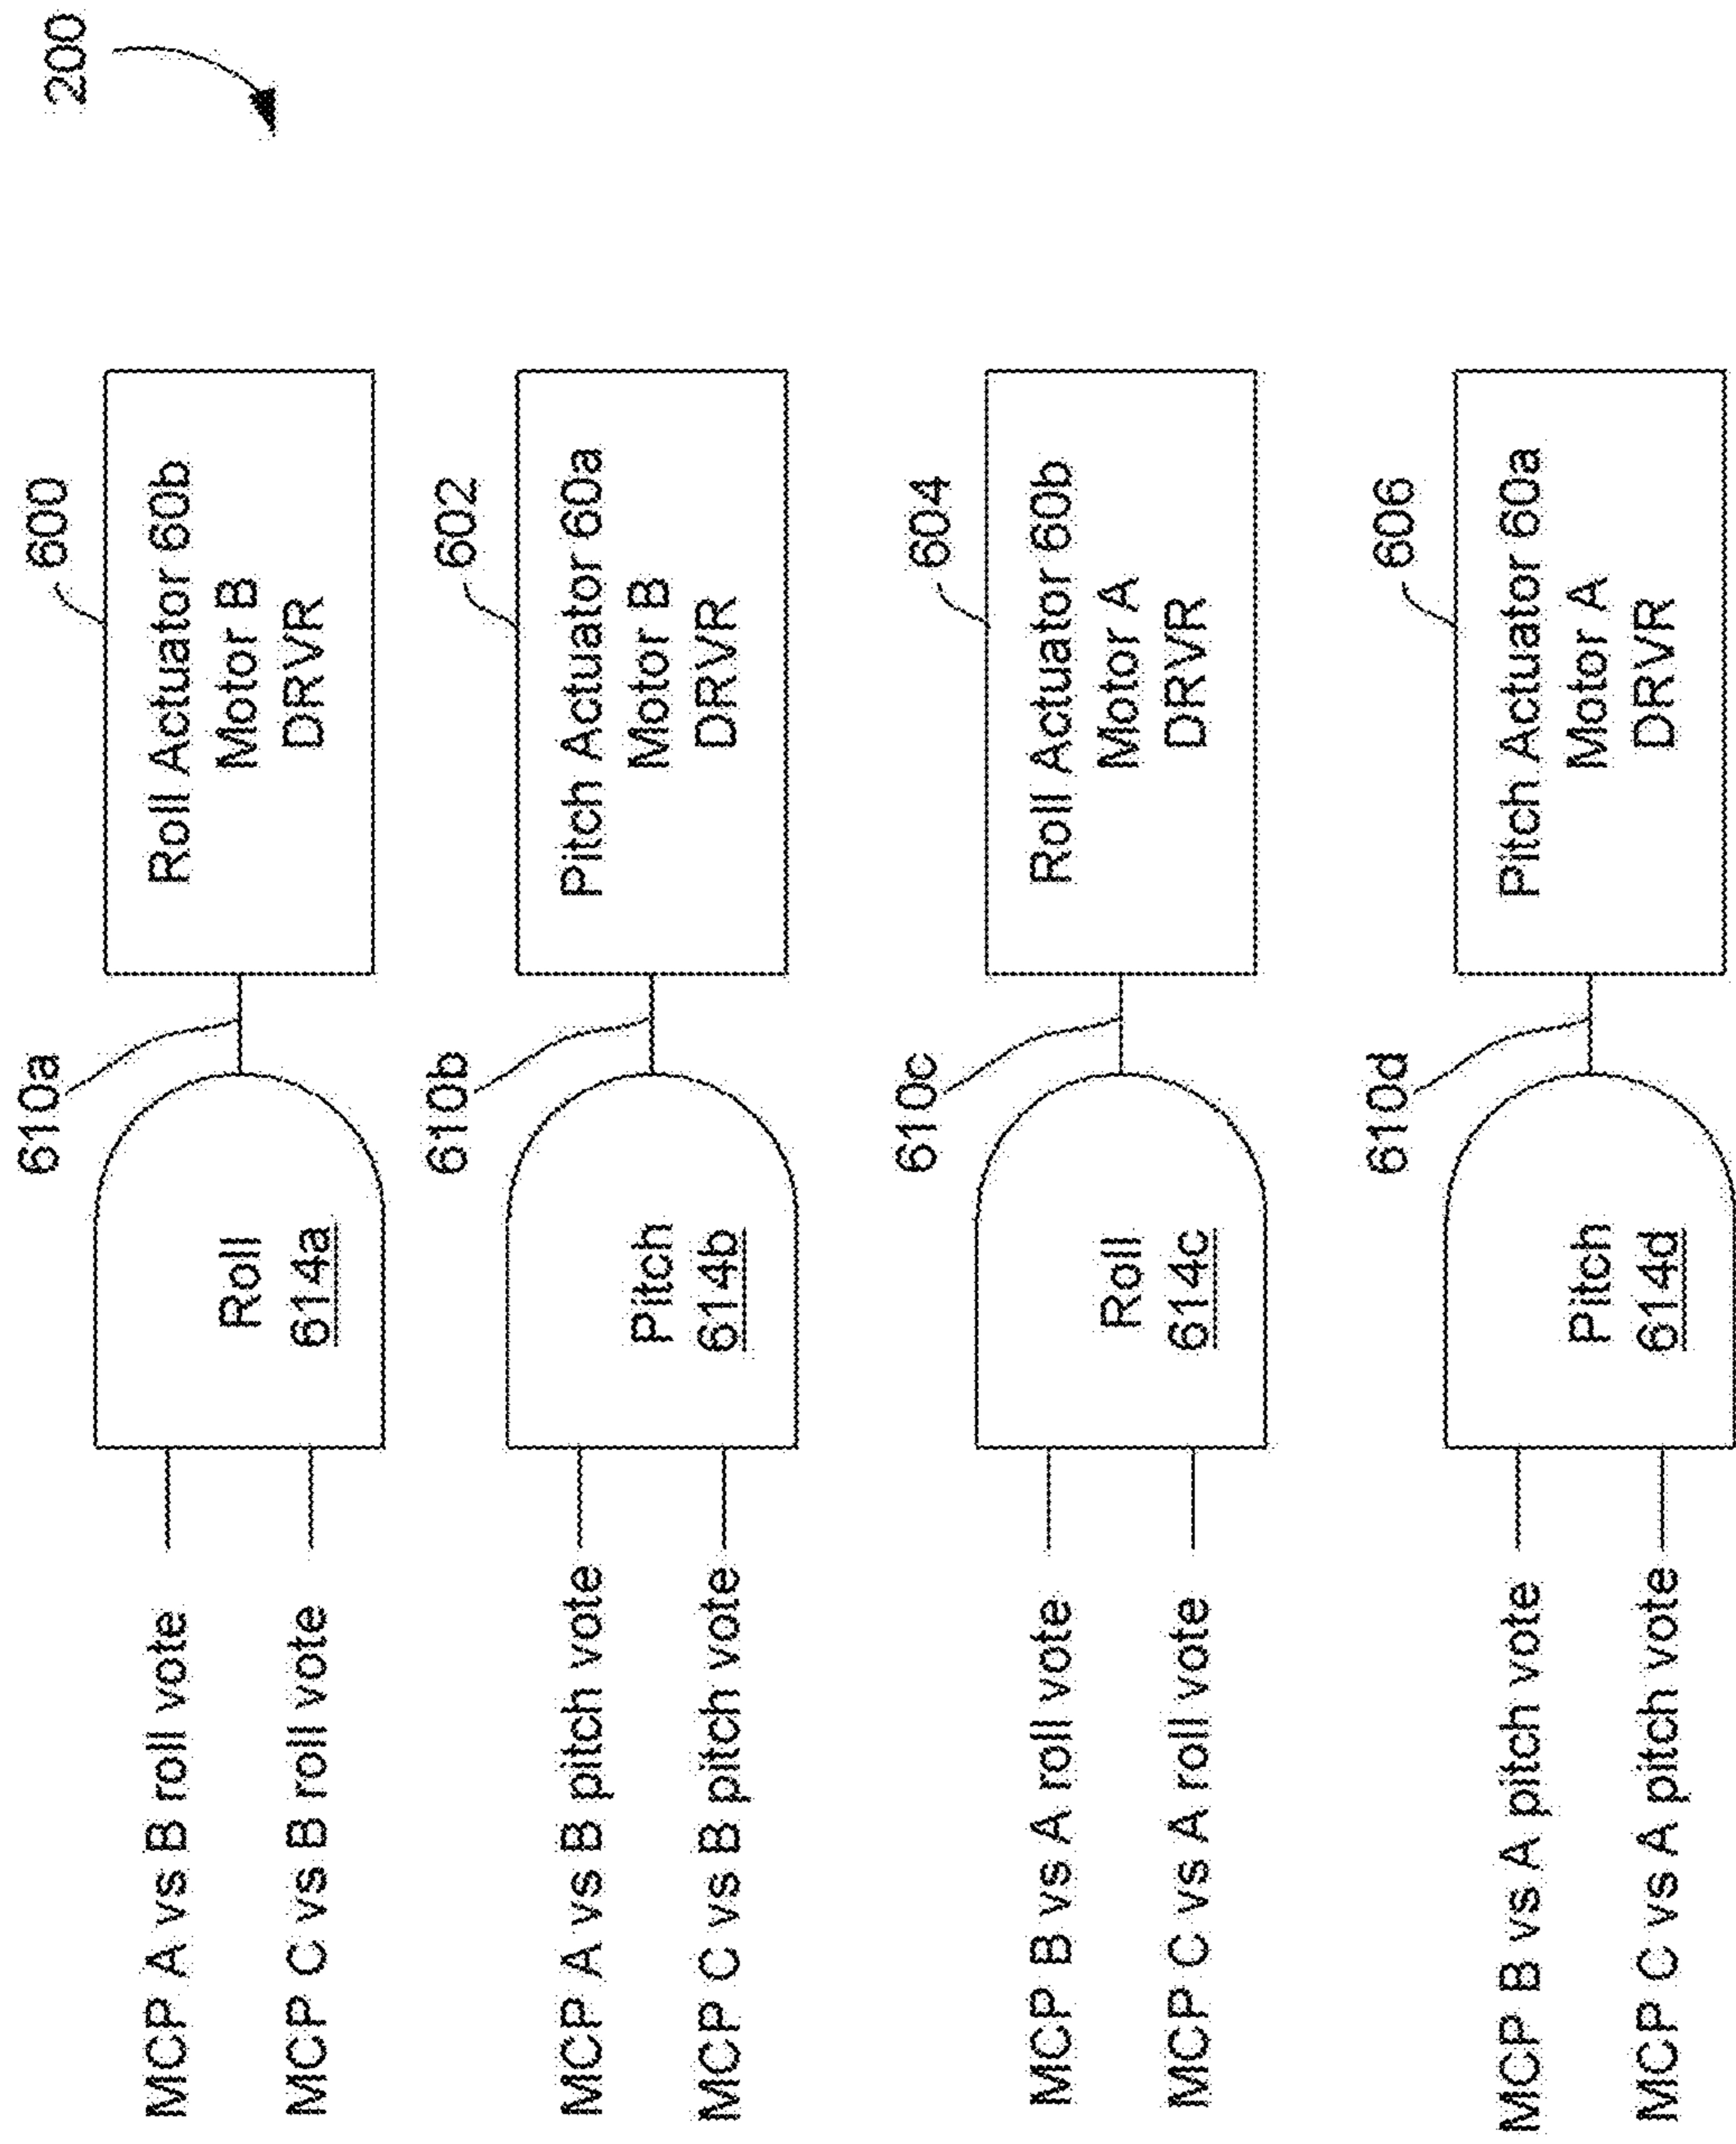 200
MCP A vs B roll vote
MCP C vs B roll vote
Roll
614a
610a
600
Roll Actuator 60b
Motor B
DRVR
MCP A vs B pitch vote
MCP C vs B pitch vote
Pitch
614b
610b
602
Pitch Actuator 60a
Motor B
DRVR
MCP B vs A roll vote
MCP C vs A roll vote
Roll
614c
610c
604
Roll Actuator 60b
Motor A
DRVR
MCP B vs A pitch vote
MCP C vs A pitch vote
Pitch
614d
610d
606
Pitch Actuator 60a
Motor A
DRVR